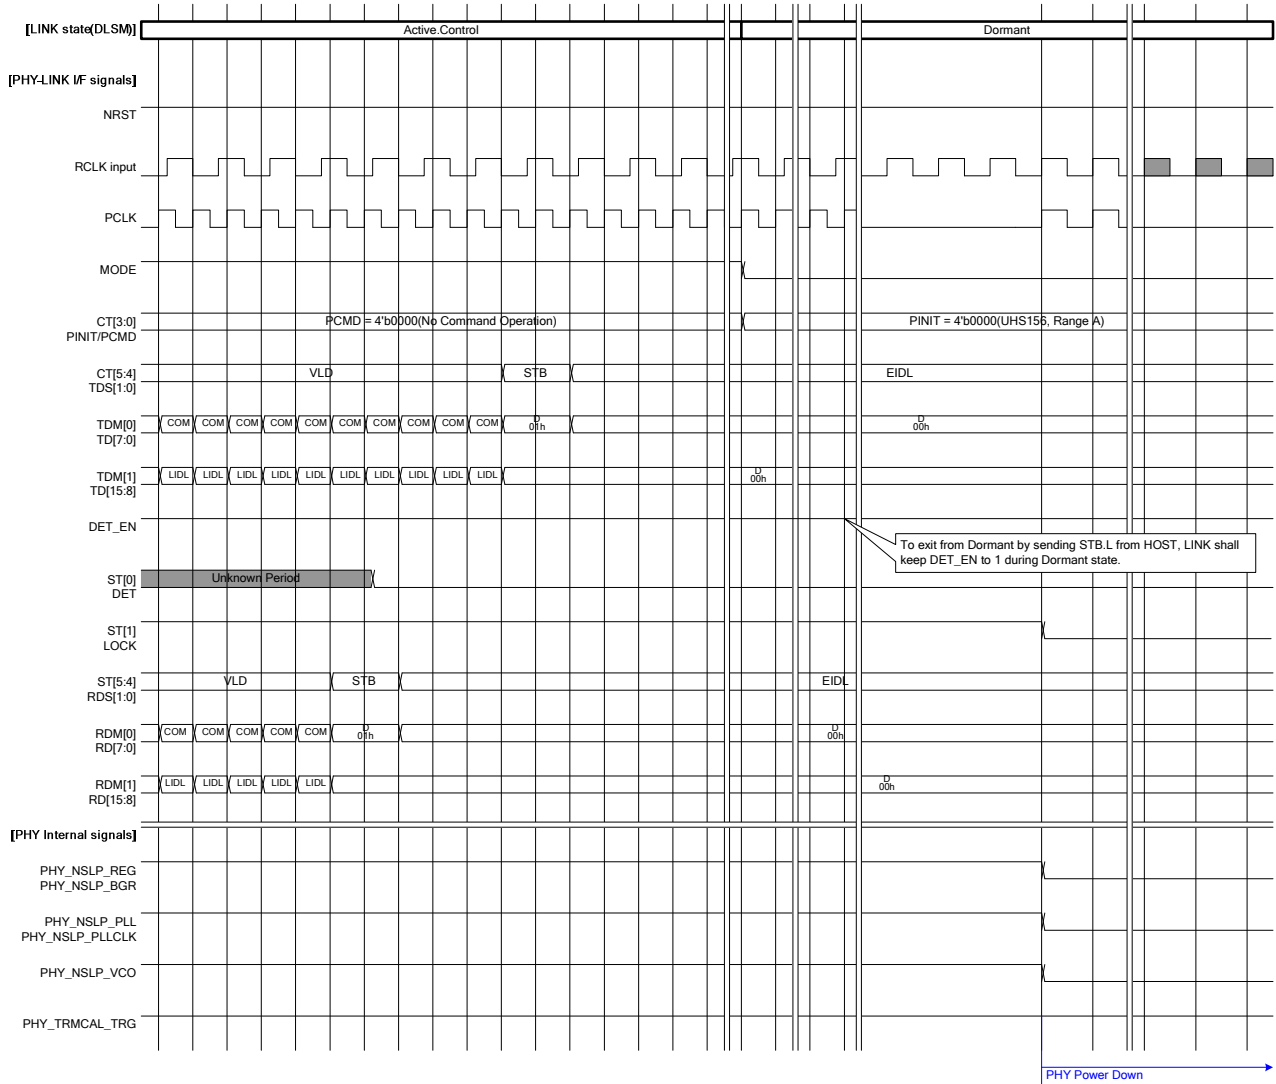 [LINK state(DLSM)] Active.Control Dormant
[PHY-LINK I/F signals]
NRST
RCLK input
PCLK
MODE
CT[3:0] PCMD = 4'b0000(No Command Operation) PINIT = 4'b0000(UHS156, Range A)
PINIT/PCMD
CT[5:4] VLD STB EIDL
TDS[1:0]
TDM[0] COM COM COM COM COM COM COM COM COM COM D D
TD[7:0] 01h 00h
TDM[1] LIDL LIDL LIDL LIDL LIDL LIDL LIDL LIDL LIDL LIDL D
TD[15:8] 00h
DET_EN
To exit from Dormant by sending STB.L from HOST, LINK shall
keep DET_EN to 1 during Dormant state.
ST[0] Unknown Period
DET
ST[1]
LOCK
ST[5:4] VLD STB EIDL
RDS[1:0]
RDM[0] COM COM COM COM COM D D
RD[7:0] 01h 00h
RDM[1] LIDL LIDL LIDL LIDL LIDL D
RD[15:8] 00h
[PHY Internal signals]
PHY_NSLP_REG
PHY_NSLP_BGR
PHY_NSLP_PLL
PHY_NSLP_PLLCLK
PHY_NSLP_VCO
PHY_TRMCAL_TRG
PHY Power Down